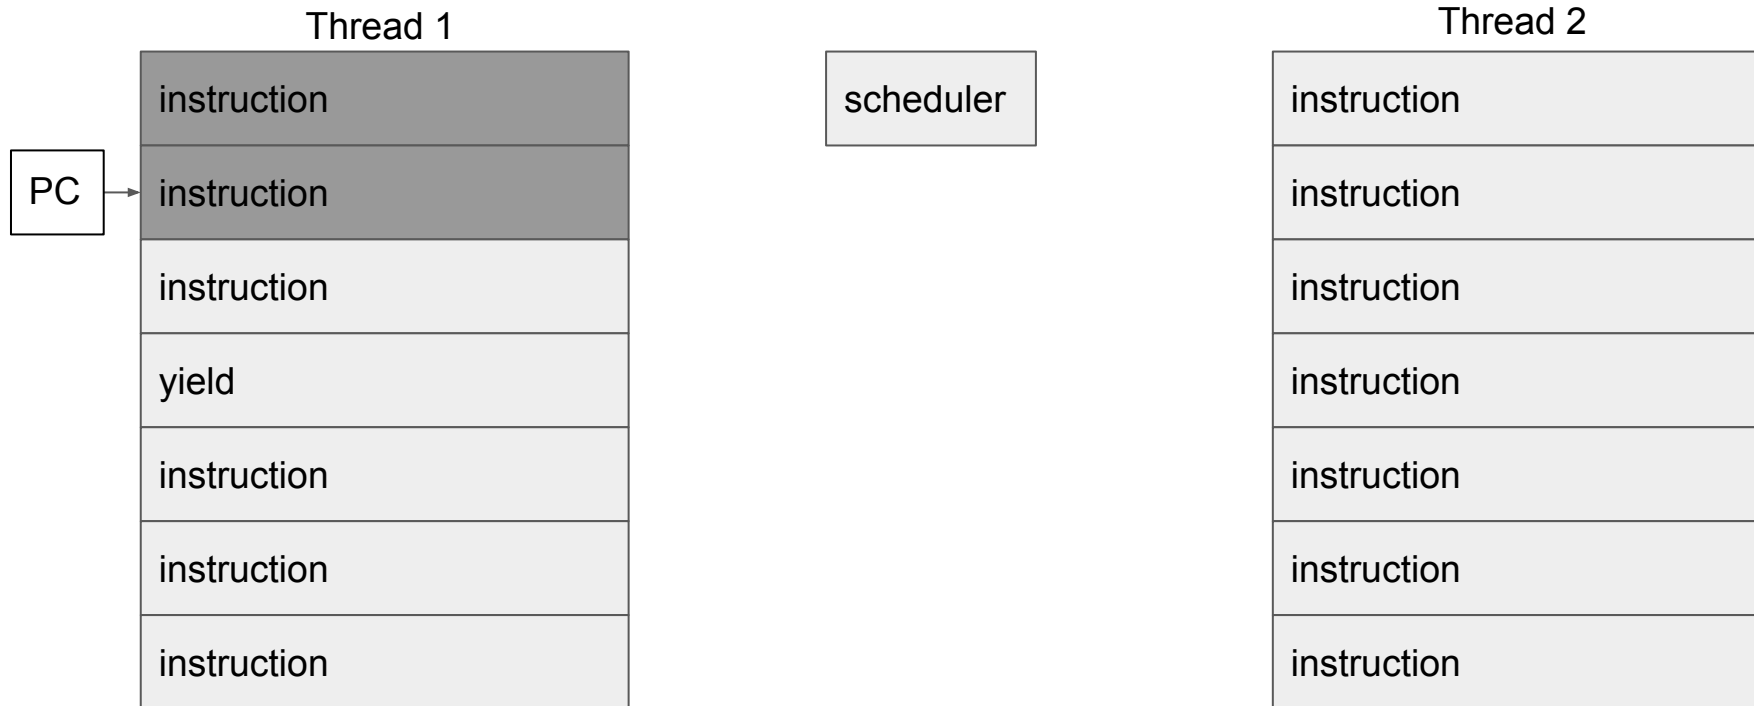 Thread 1
instruction
instruction
instruction
yield
instruction
instruction
instruction
PC
scheduler
Thread 2
instruction
instruction
instruction
instruction
instruction
instruction
instruction